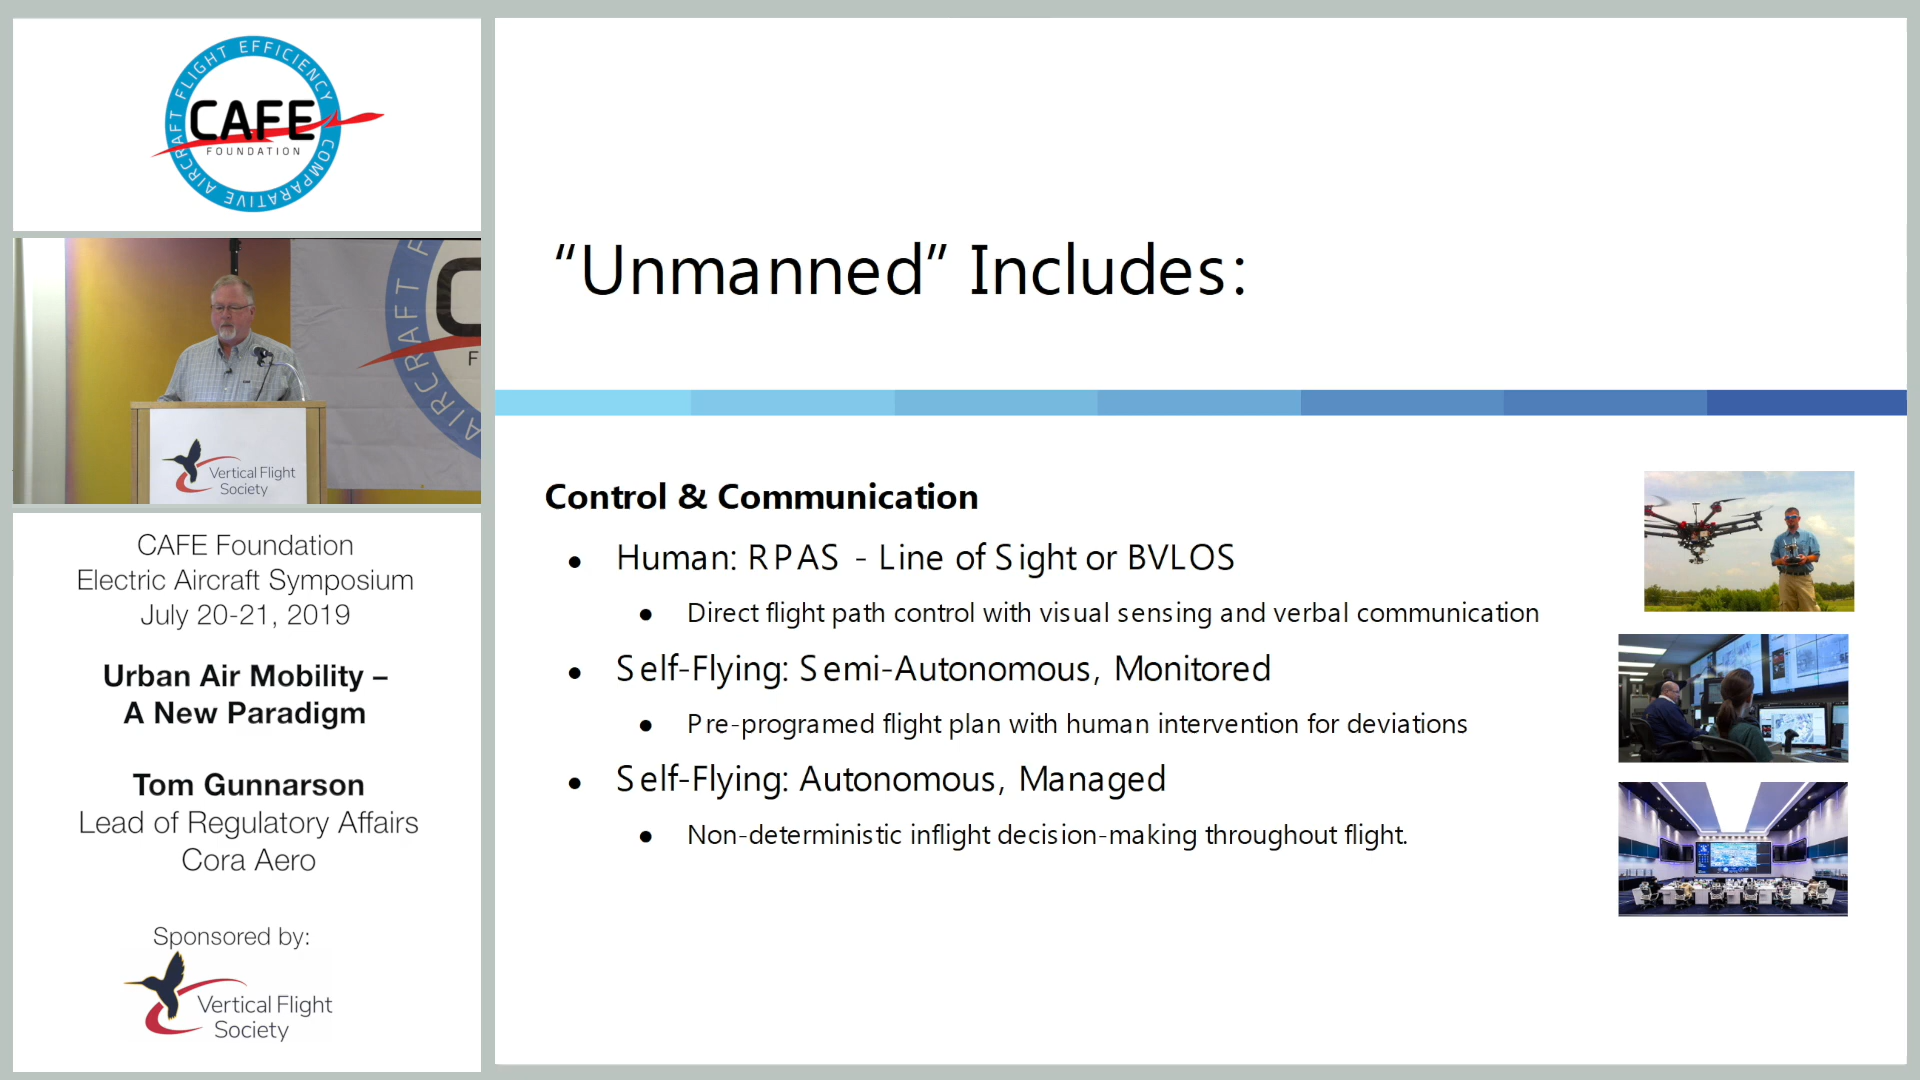 AIRCRAFT FLIGHT EFFICIENCY COMPARATIVE
CAFE
FOUNDATION
AIRCRAFT F
C
F
Vertical Flight
Society
CAFE Foundation
Electric Aircraft Symposium
July 20-21, 2019
Urban Air Mobility –
A New Paradigm
Tom Gunnarson
Lead of Regulatory Affairs
Cora Aero
Sponsored by:
Vertical Flight
Society
“Unmanned” Includes:
Control & Communication
● Human: RPAS - Line of Sight or BVLOS
● Direct flight path control with visual sensing and verbal communication
● Self-Flying: Semi-Autonomous, Monitored
● Pre-programed flight plan with human intervention for deviations
● Self-Flying: Autonomous, Managed
● Non-deterministic inflight decision-making throughout flight.